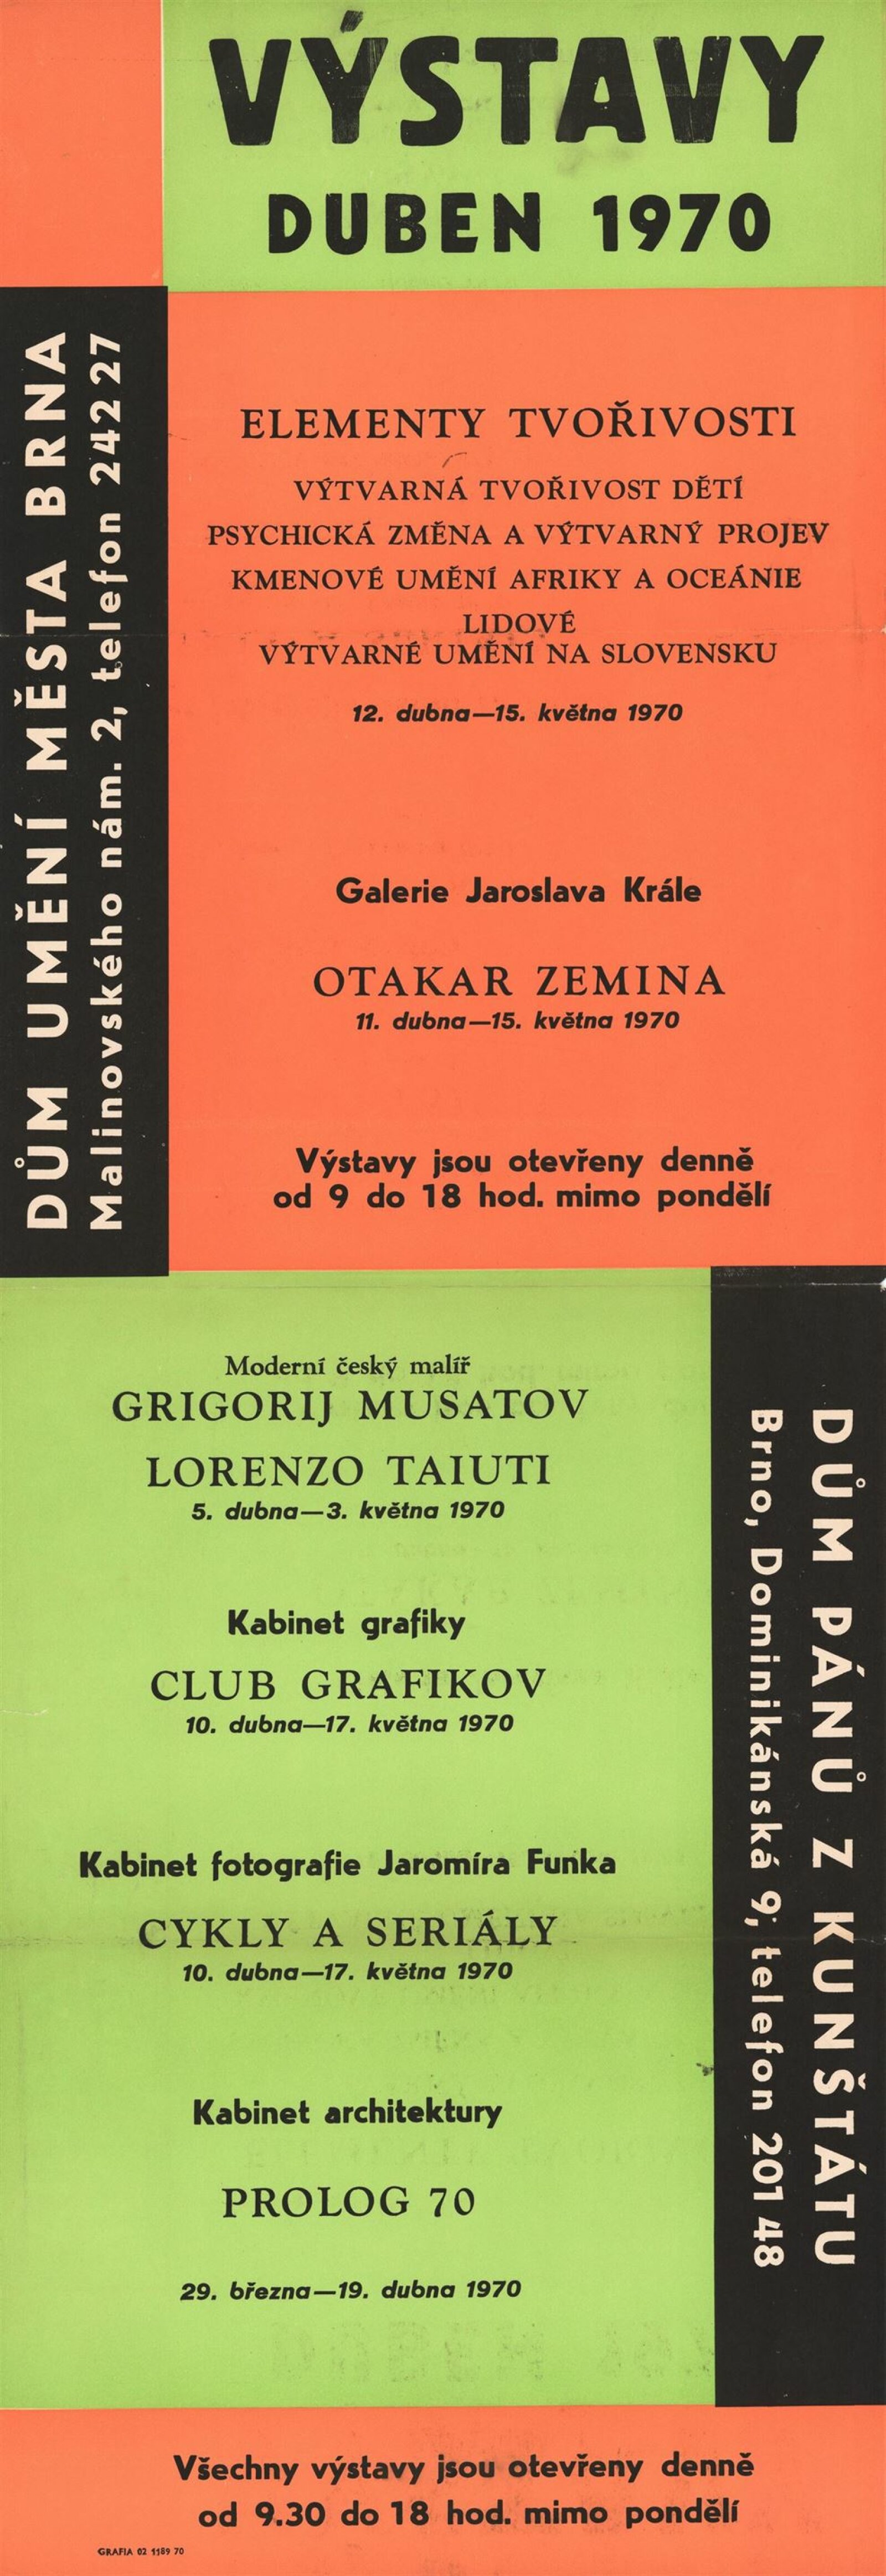 VÝSTAVY
DUBEN 1970
DŮM UMĚNÍ MĚSTA BRNA
Malinovského nám. 2, telefon 242 27
ELEMENTY TVOŘIVOSTI
VÝTVARNÁ TVOŘIVOST DĚTÍ
PSYCHICKÁ ZMĚNA A VÝTVARNÝ PROJEV
KMENOVÉ UMĚNÍ AFRIKY A OCEÁNIE
LIDOVÉ
VÝTVARNÉ UMĚNÍ NA SLOVENSKU
12. dubna—15. května 1970
Galerie Jaroslava Krále
OTAKAR ZEMINA
11. dubna—15. května 1970
Výstavy jsou otevřeny denně
od 9 do 18 hod. mimo pondělí
DŮM PÁNŮ Z KUNŠTÁTU
Brno, Dominikánská 9, telefon 201 48
Moderní český malíř
GRIGORIJ MUSATOV
LORENZO TAIUTI
5. dubna—3. května 1970
Kabinet grafiky
CLUB GRAFIKOV
10. dubna—17. května 1970
Kabinet fotografie Jaromíra Funka
CYKLY A SERIÁLY
10. dubna—17. května 1970
Kabinet architektury
PROLOG 70
29. března—19. dubna 1970
Všechny výstavy jsou otevřeny denně
od 9.30 do 18 hod. mimo pondělí
GRAFIA 02 1189 70